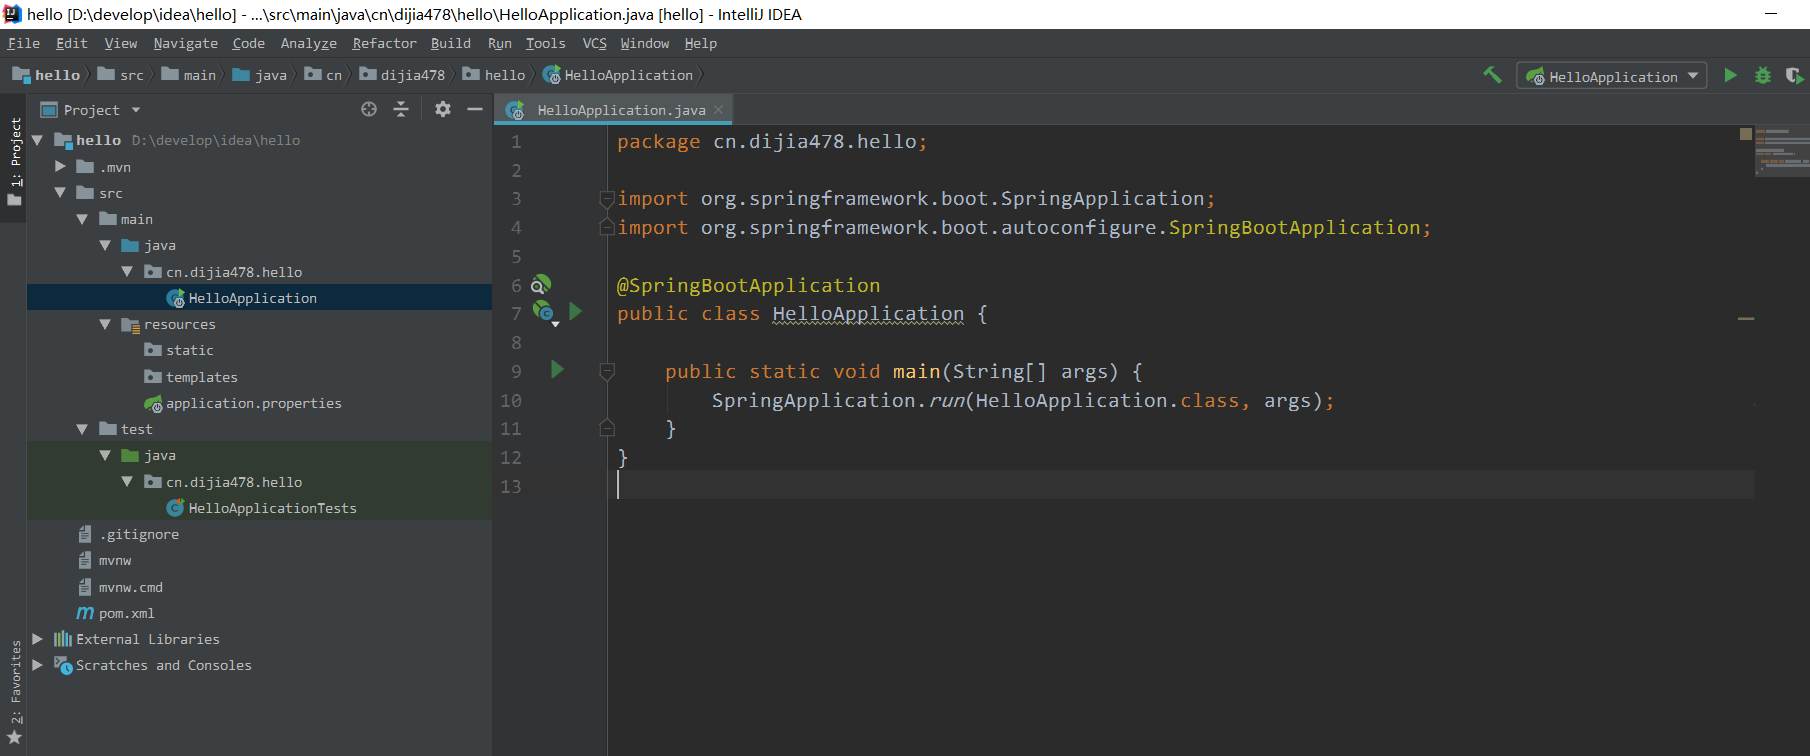 hello [D:\develop\idea\hello] - ...\src\main\java\cn\dijia478\hello\HelloApplication.java [hello] - IntelliJ IDEA
File Edit View Navigate Code Analyze Refactor Build Run Tools VCS Window Help
hello src main java cn dijia478 hello HelloApplication
HelloApplication
1: Project
2: Favorites
Project
hello D:\develop\idea\hello
.mvn
src
main
java
cn.dijia478.hello
HelloApplication
resources
static
templates
application.properties
test
java
cn.dijia478.hello
HelloApplicationTests
.gitignore
mvnw
mvnw.cmd
pom.xml
External Libraries
Scratches and Consoles
HelloApplication.java
1 package cn.dijia478.hello;
2
3 import org.springframework.boot.SpringApplication;
4 import org.springframework.boot.autoconfigure.SpringBootApplication;
5
6 @SpringBootApplication
7 public class HelloApplication {
8
9 public static void main(String[] args) {
10 SpringApplication.run(HelloApplication.class, args);
11 }
12 }
13